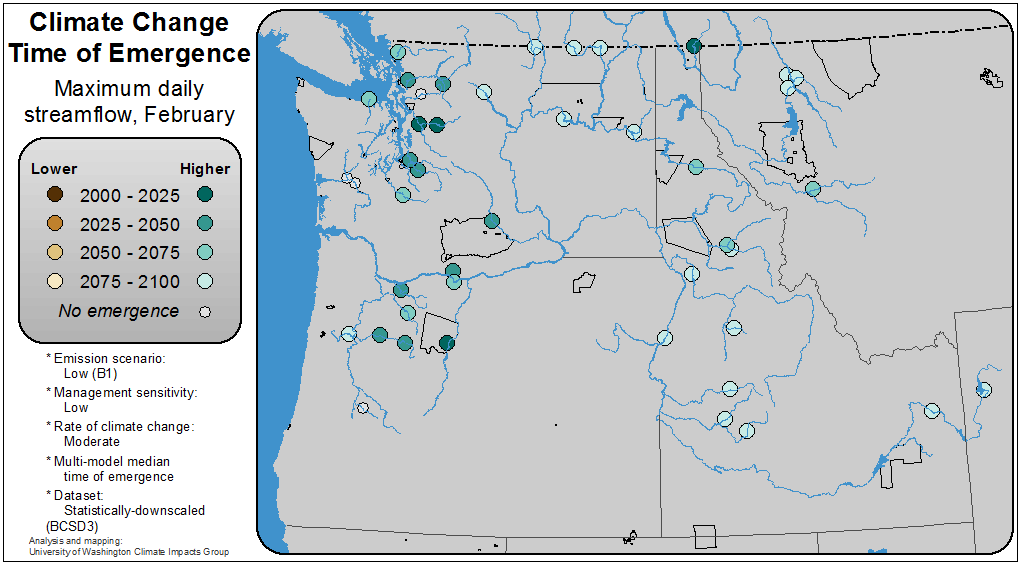 Climate Change
Time of Emergence
Maximum daily
streamflow, February
Lower Higher
2000 - 2025
2025 - 2050
2050 - 2075
2075 - 2100
No emergence
* Emission scenario:
Low (B1)
* Management sensitivity:
Low
* Rate of climate change:
Moderate
* Multi-model median
time of emergence
* Dataset:
Statistically-downscaled
(BCSD3)
Analysis and mapping:
University of Washington Climate Impacts Group